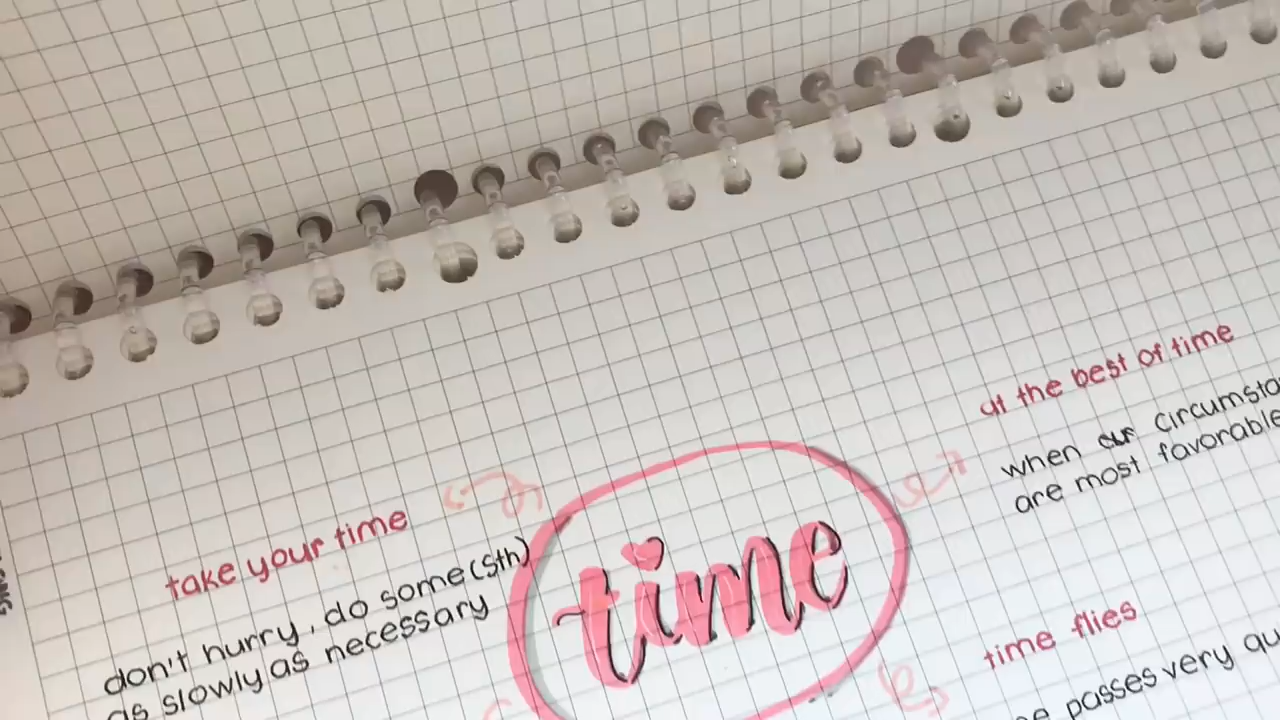 at the best of time
when our circumsta
are most favorable
take your time
don't hurry, do some(sth)
as slowly as necessary
time
time flies
passes very qu